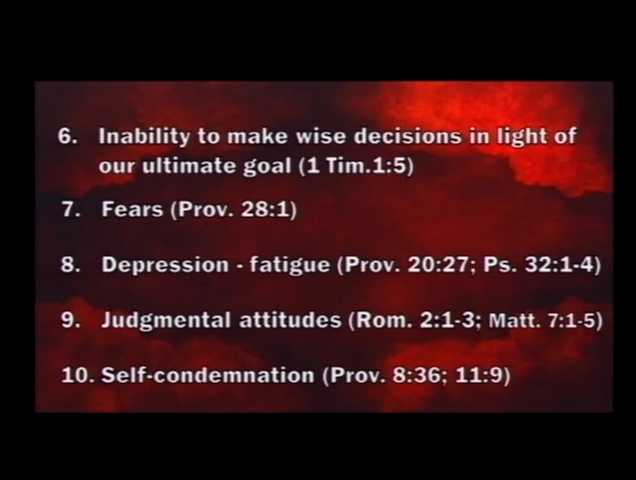 6. Inability to make wise decisions in light of
our ultimate goal (1 Tim.1:5)
7. Fears (Prov. 28:1)
8. Depression - fatigue (Prov. 20:27; Ps. 32:1-4)
9. Judgmental attitudes (Rom. 2:1-3; Matt. 7:1-5)
10. Self-condemnation (Prov. 8:36; 11:9)